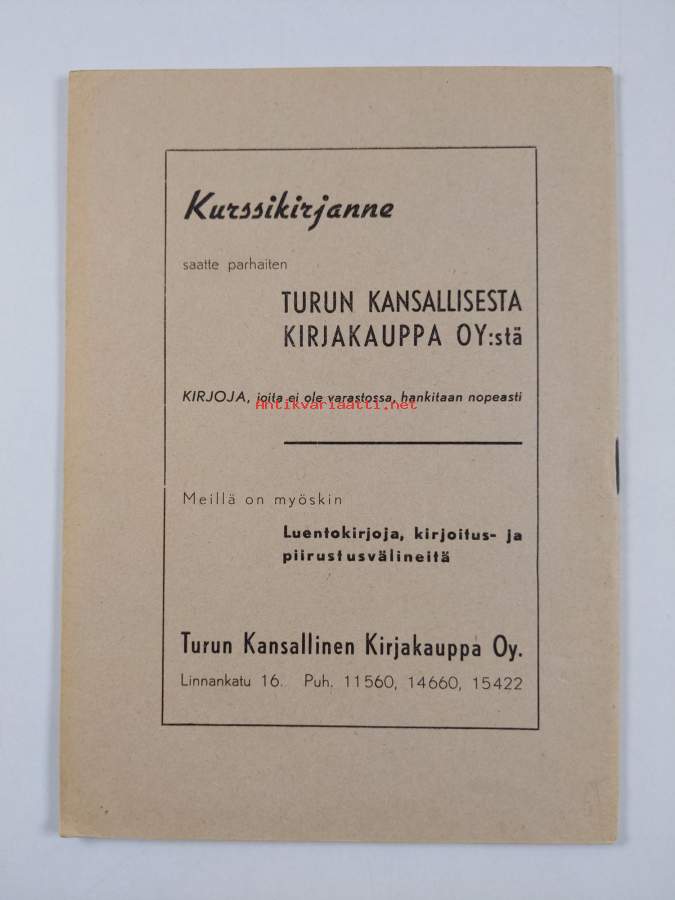 Kurssikirjanne
saatte parhaiten
TURUN KANSALLISESTA
KIRJAKAUPPA OY:stä
KIRJOJA, joita ei ole varastossa, hankitaan nopeasti
Antikvariaatti.net
Meillä on myöskin
Luentokirjoja, kirjoitus- ja
piirustusvälineitä
Turun Kansallinen Kirjakauppa Oy.
Linnankatu 16. Puh. 11560, 14660, 15422